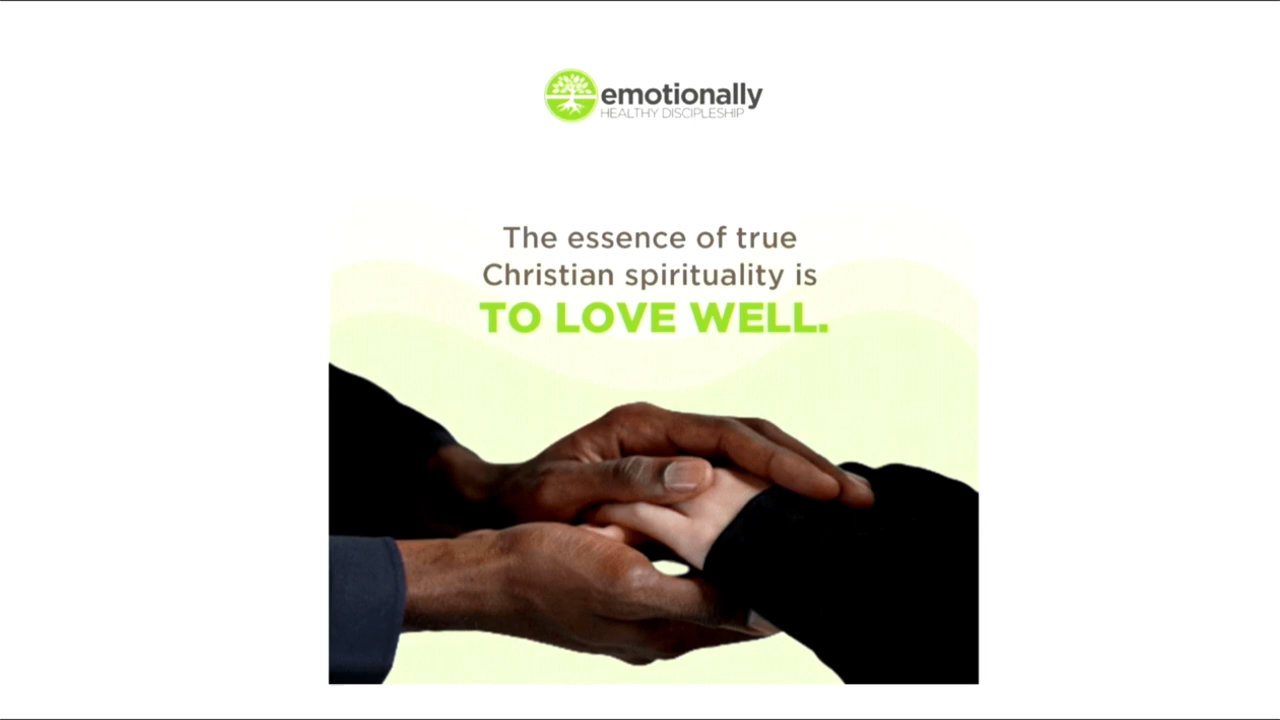 emotionally
HEALTHY DISCIPLESHIP
The essence of true
Christian spirituality is
TO LOVE WELL.